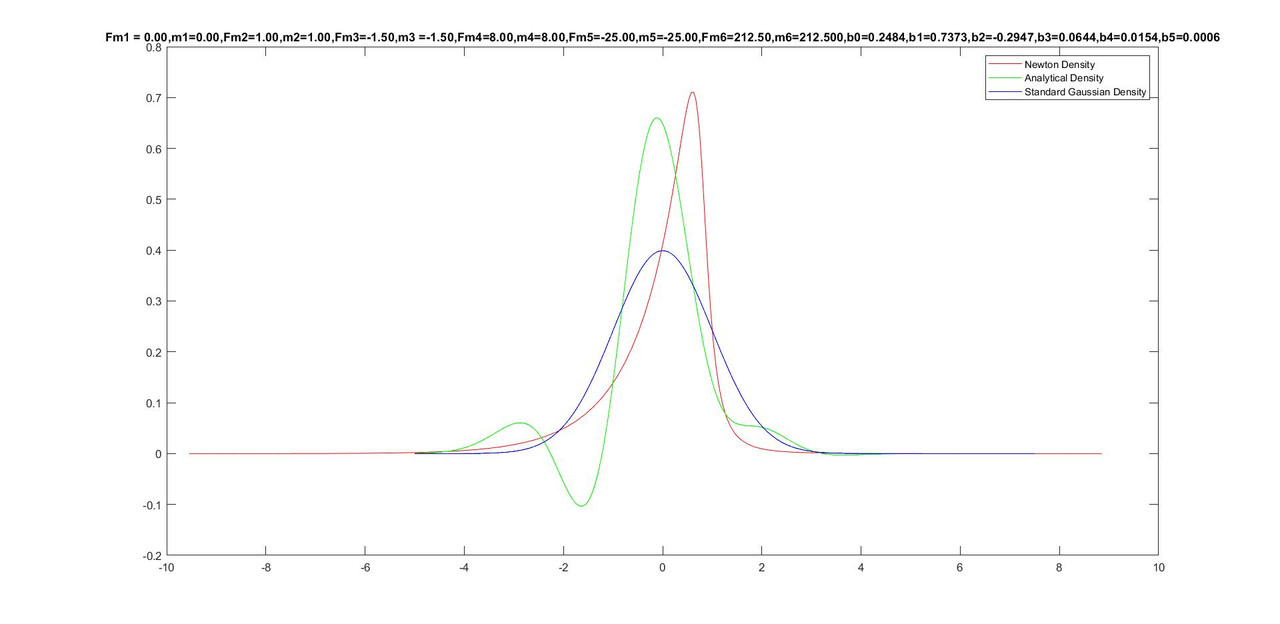 Fm1 = 0.00,m1=0.00,Fm2=1.00,m2=1.00,Fm3=-1.50,m3 =-1.50,Fm4=8.00,m4=8.00,Fm5=-25.00,m5=-25.00,Fm6=212.50,m6=212.500,b0=0.2484,b1=0.7373,b2=-0.2947,b3=0.0644,b4=0.0154,b5=0.0006
0.8
Newton Density
Analytical Density
Standard Gaussian Density
0.7
0.6
0.5
0.4
0.3
0.2
0.1
0
-0.1
-0.2
-10 -8 -6 -4 -2 0 2 4 6 8 10